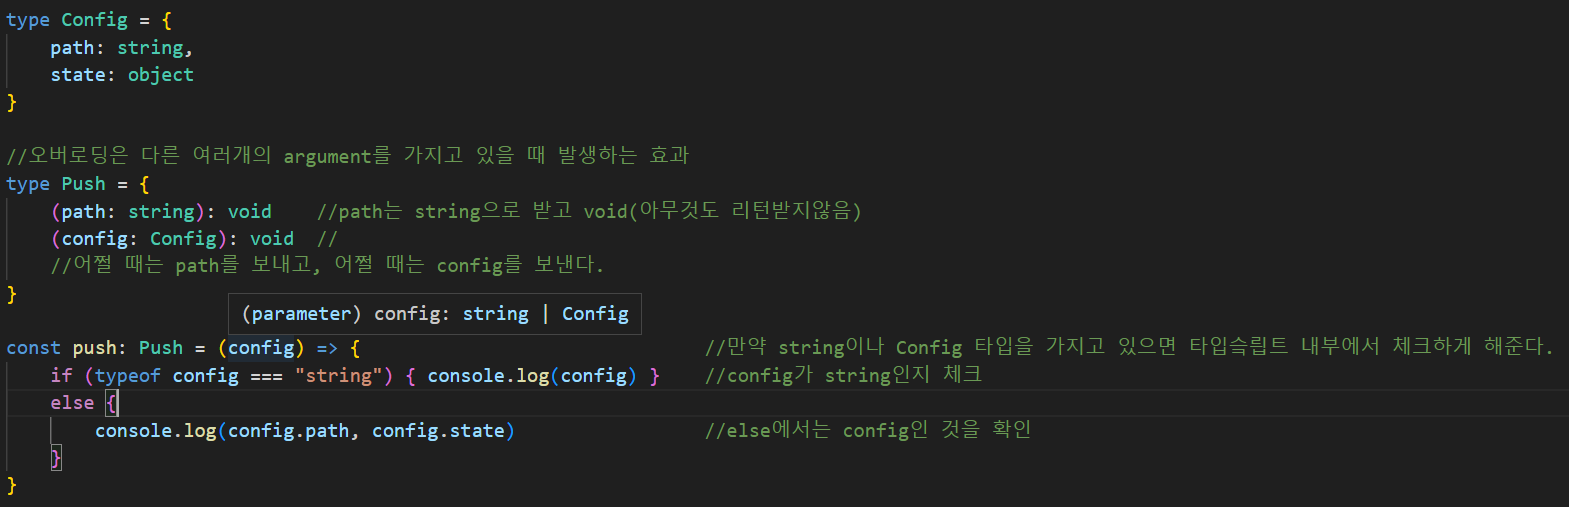 type Config = {
    path: string,
    state: object
}
//오버로딩은 다른 여러개의 argument를 가지고 있을 때 발생하는 효과
type Push = {
    (path: string): void    //path는 string으로 받고 void(아무것도 리턴받지않음)
    (config: Config): void  //
    //어쩔 때는 path를 보내고, 어쩔 때는 config를 보낸다.
}
(parameter) config: string | Config
const push: Push = (config) => {    //만약 string이나 Config 타입을 가지고 있으면 타입슼립트 내부에서 체크하게 해준다.
    if (typeof config === "string") { console.log(config) }    //config가 string인지 체크
    else {
        console.log(config.path, config.state)    //else에서는 config인 것을 확인
    }
}